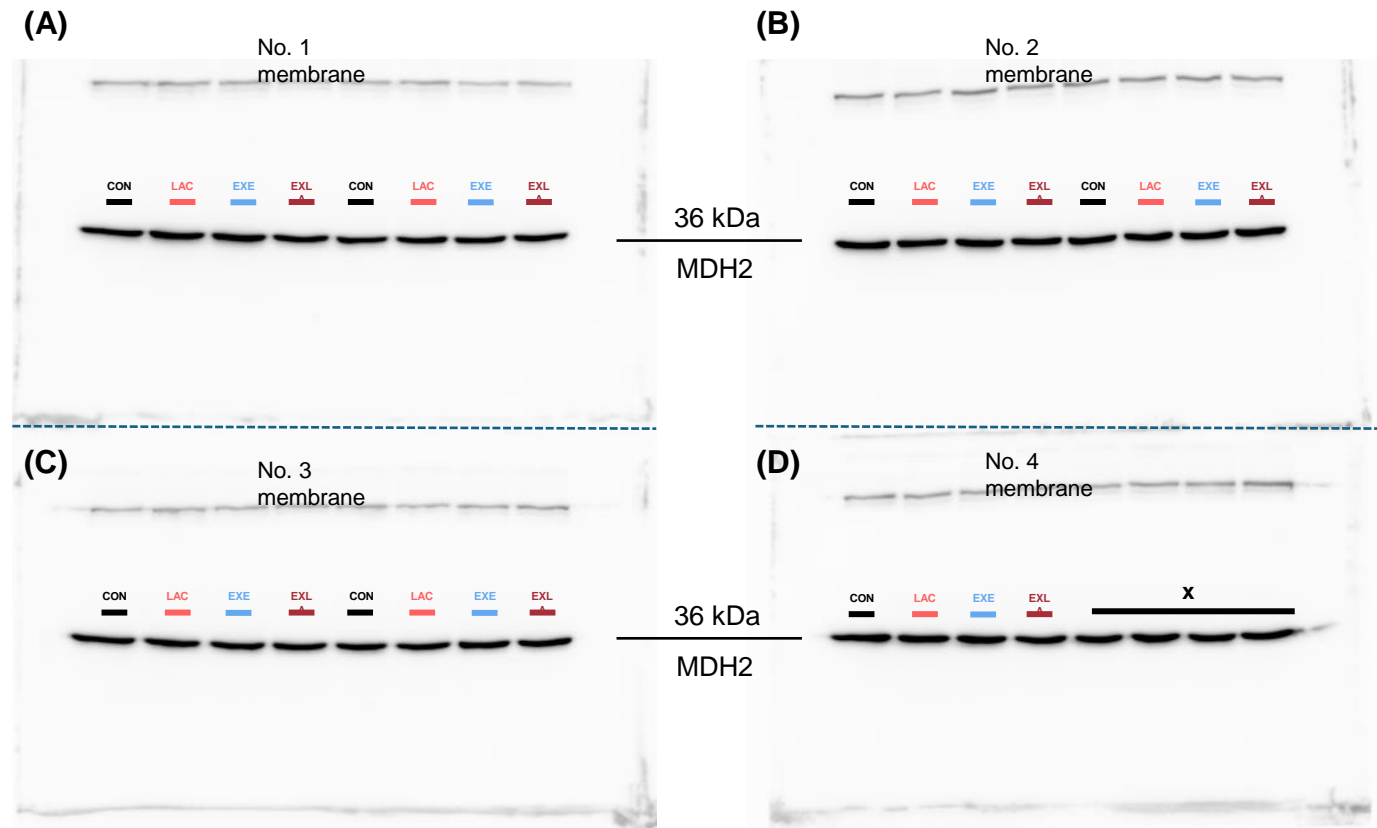 (A)
No. 1
membrane
(B)
No. 2
membrane
CON LAC EXE EXL CON LAC EXE EXL
CON LAC EXE EXL CON LAC EXE EXL
36 kDa
MDH2
(C)
No. 3
membrane
(D)
No. 4
membrane
CON LAC EXE EXL CON LAC EXE EXL
CON LAC EXE EXL x
36 kDa
MDH2